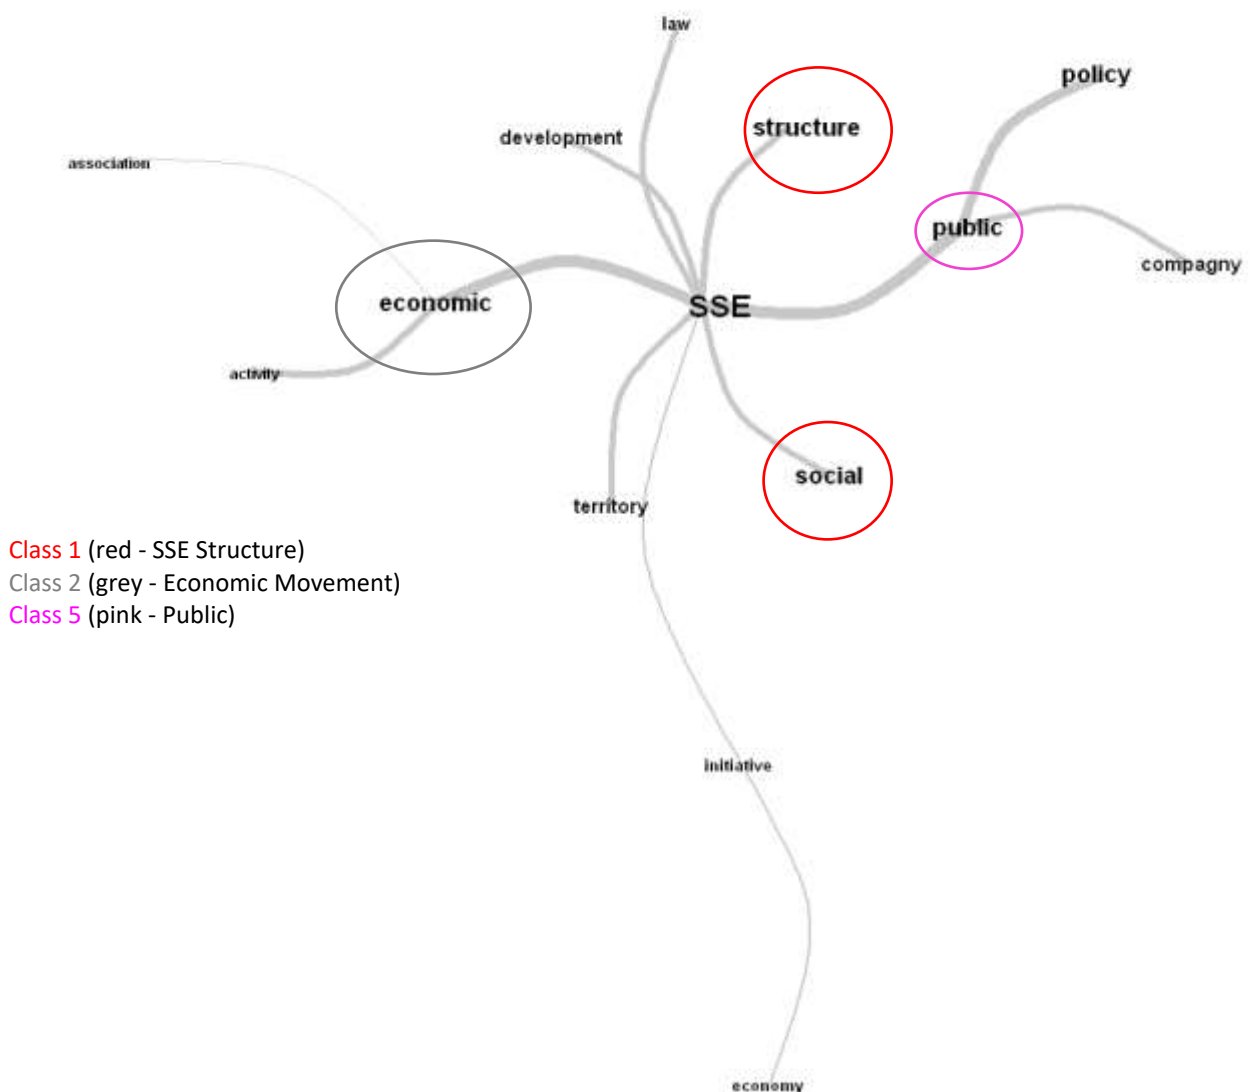 law
policy
structure
development
association
public
compagny
economic
SSE
activity
social
territory
Class 1 (red - SSE Structure)
Class 2 (grey - Economic Movement)
Class 5 (pink - Public)
initiative
economy